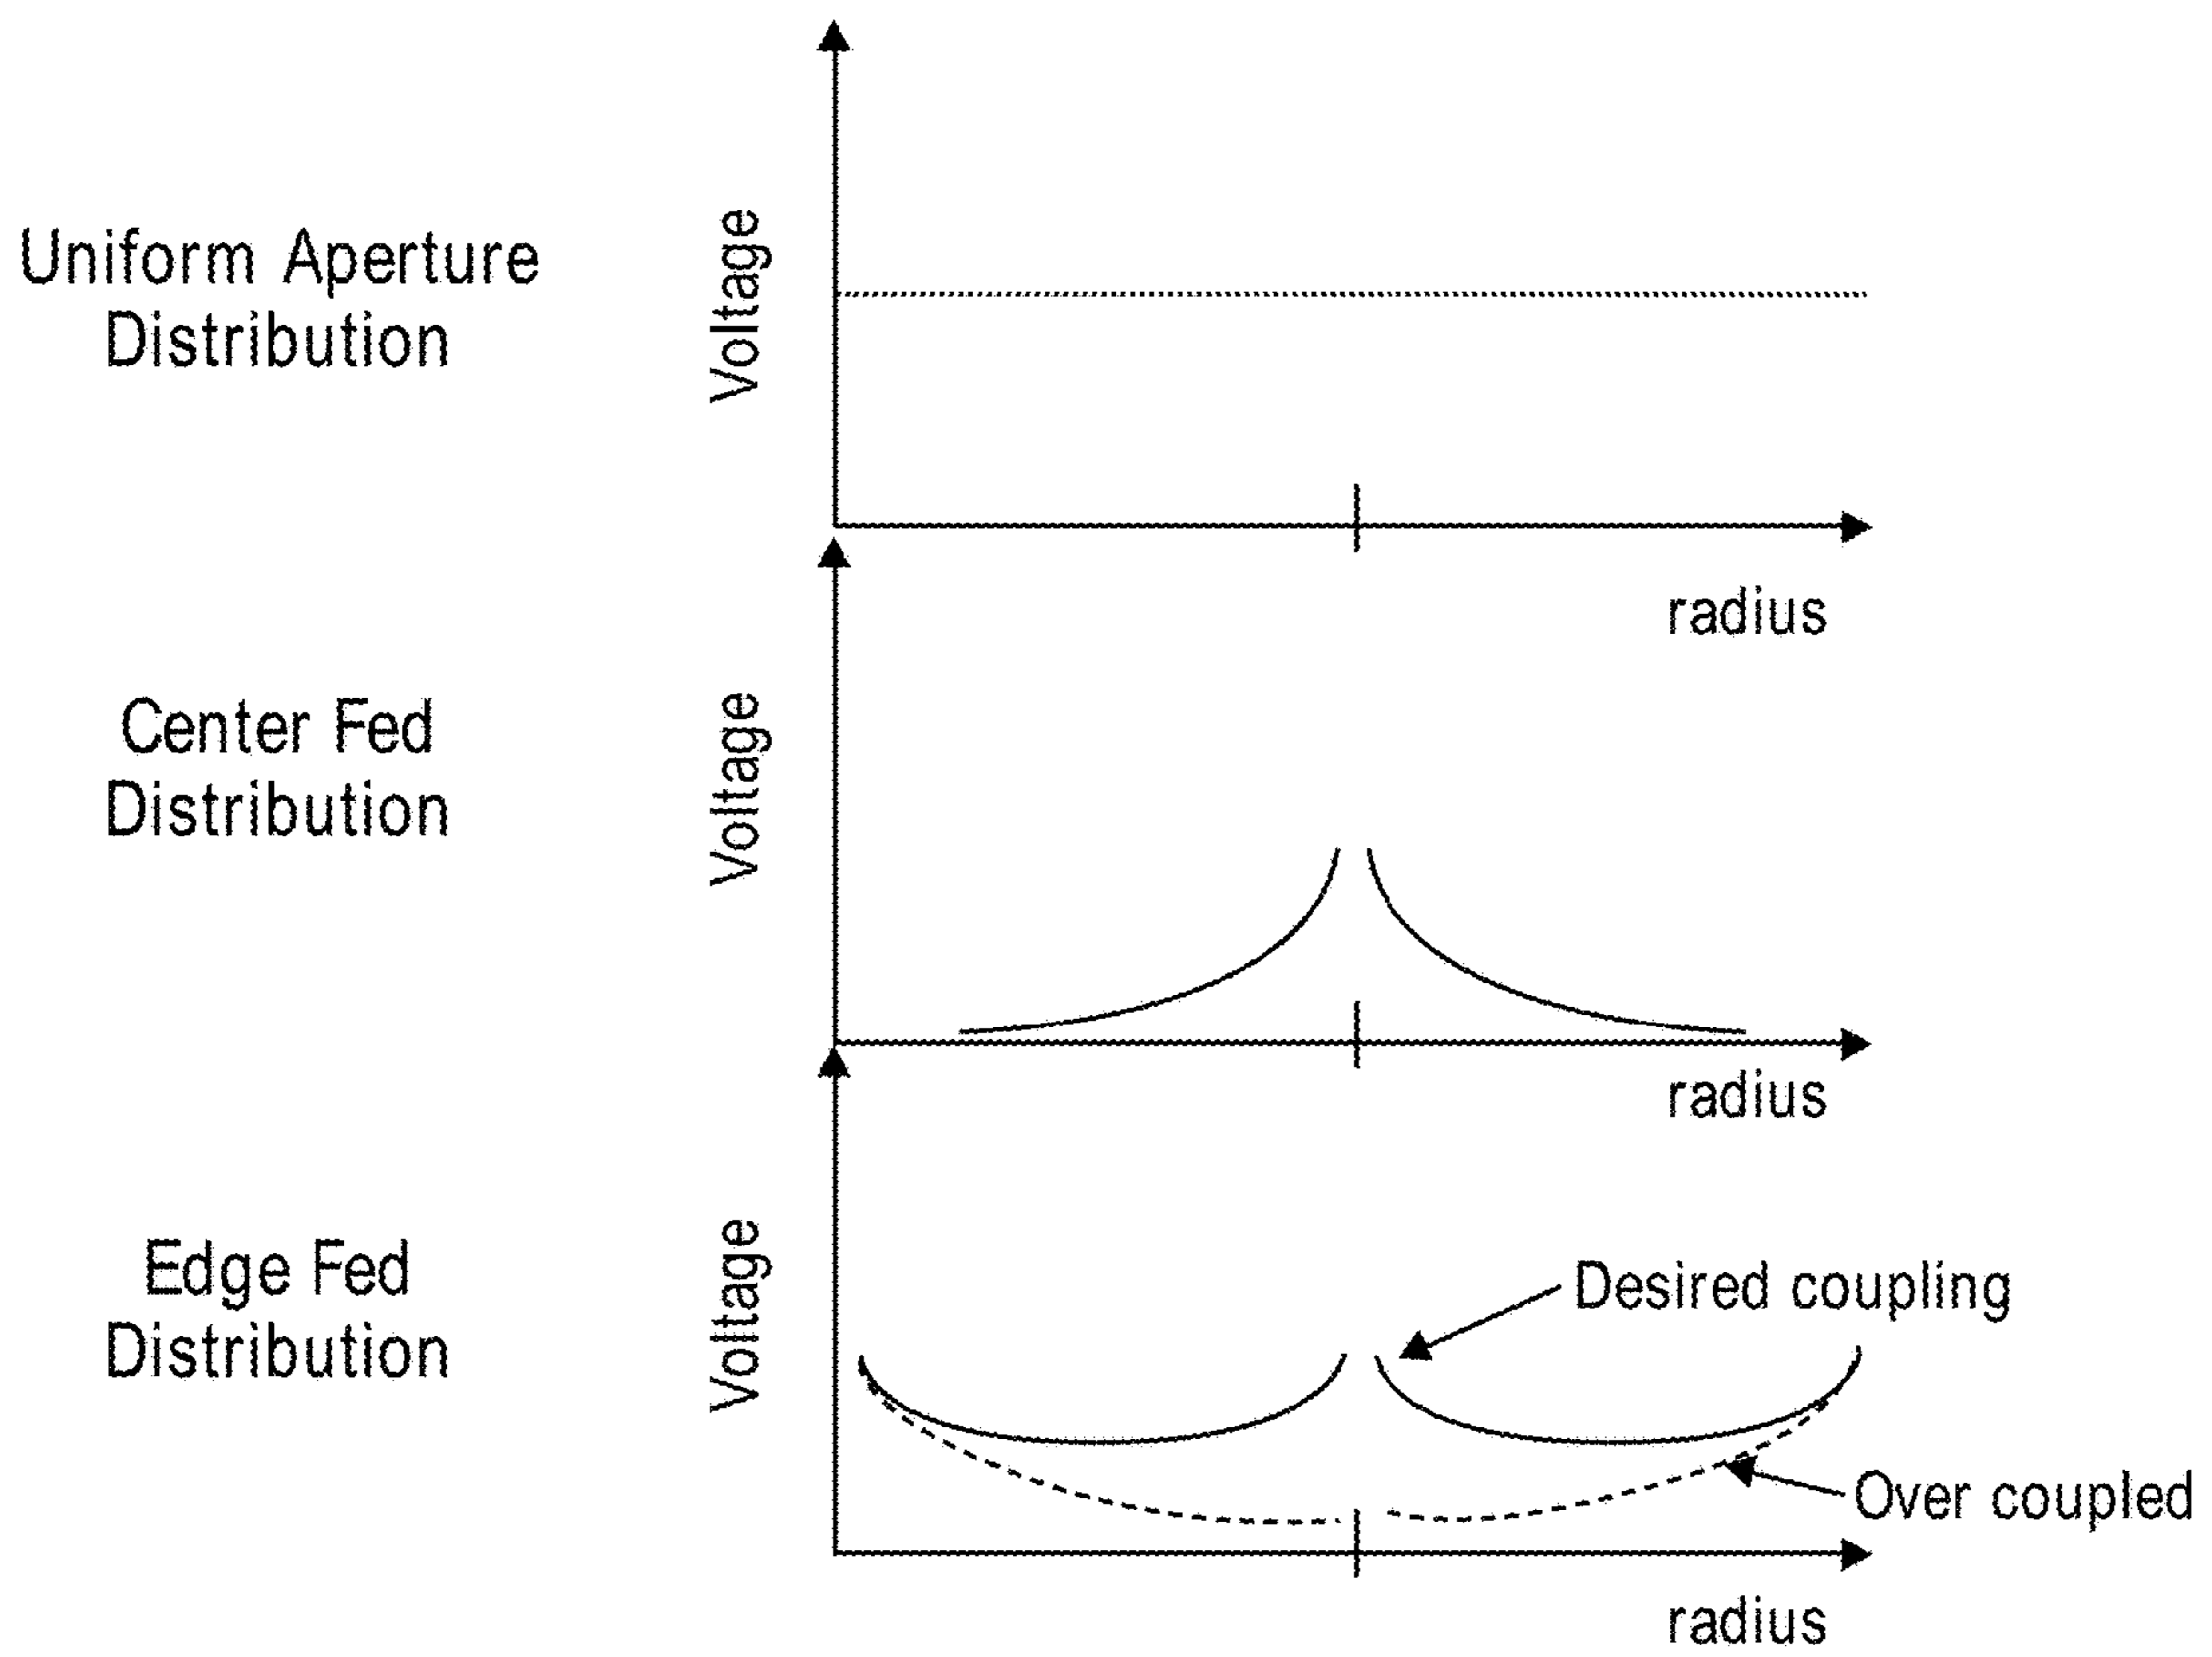 Uniform Aperture
Distribution
Voltage
radius
Center Fed
Distribution
Voltage
radius
Edge Fed
Distribution
Voltage
Desired coupling
Over coupled
radius